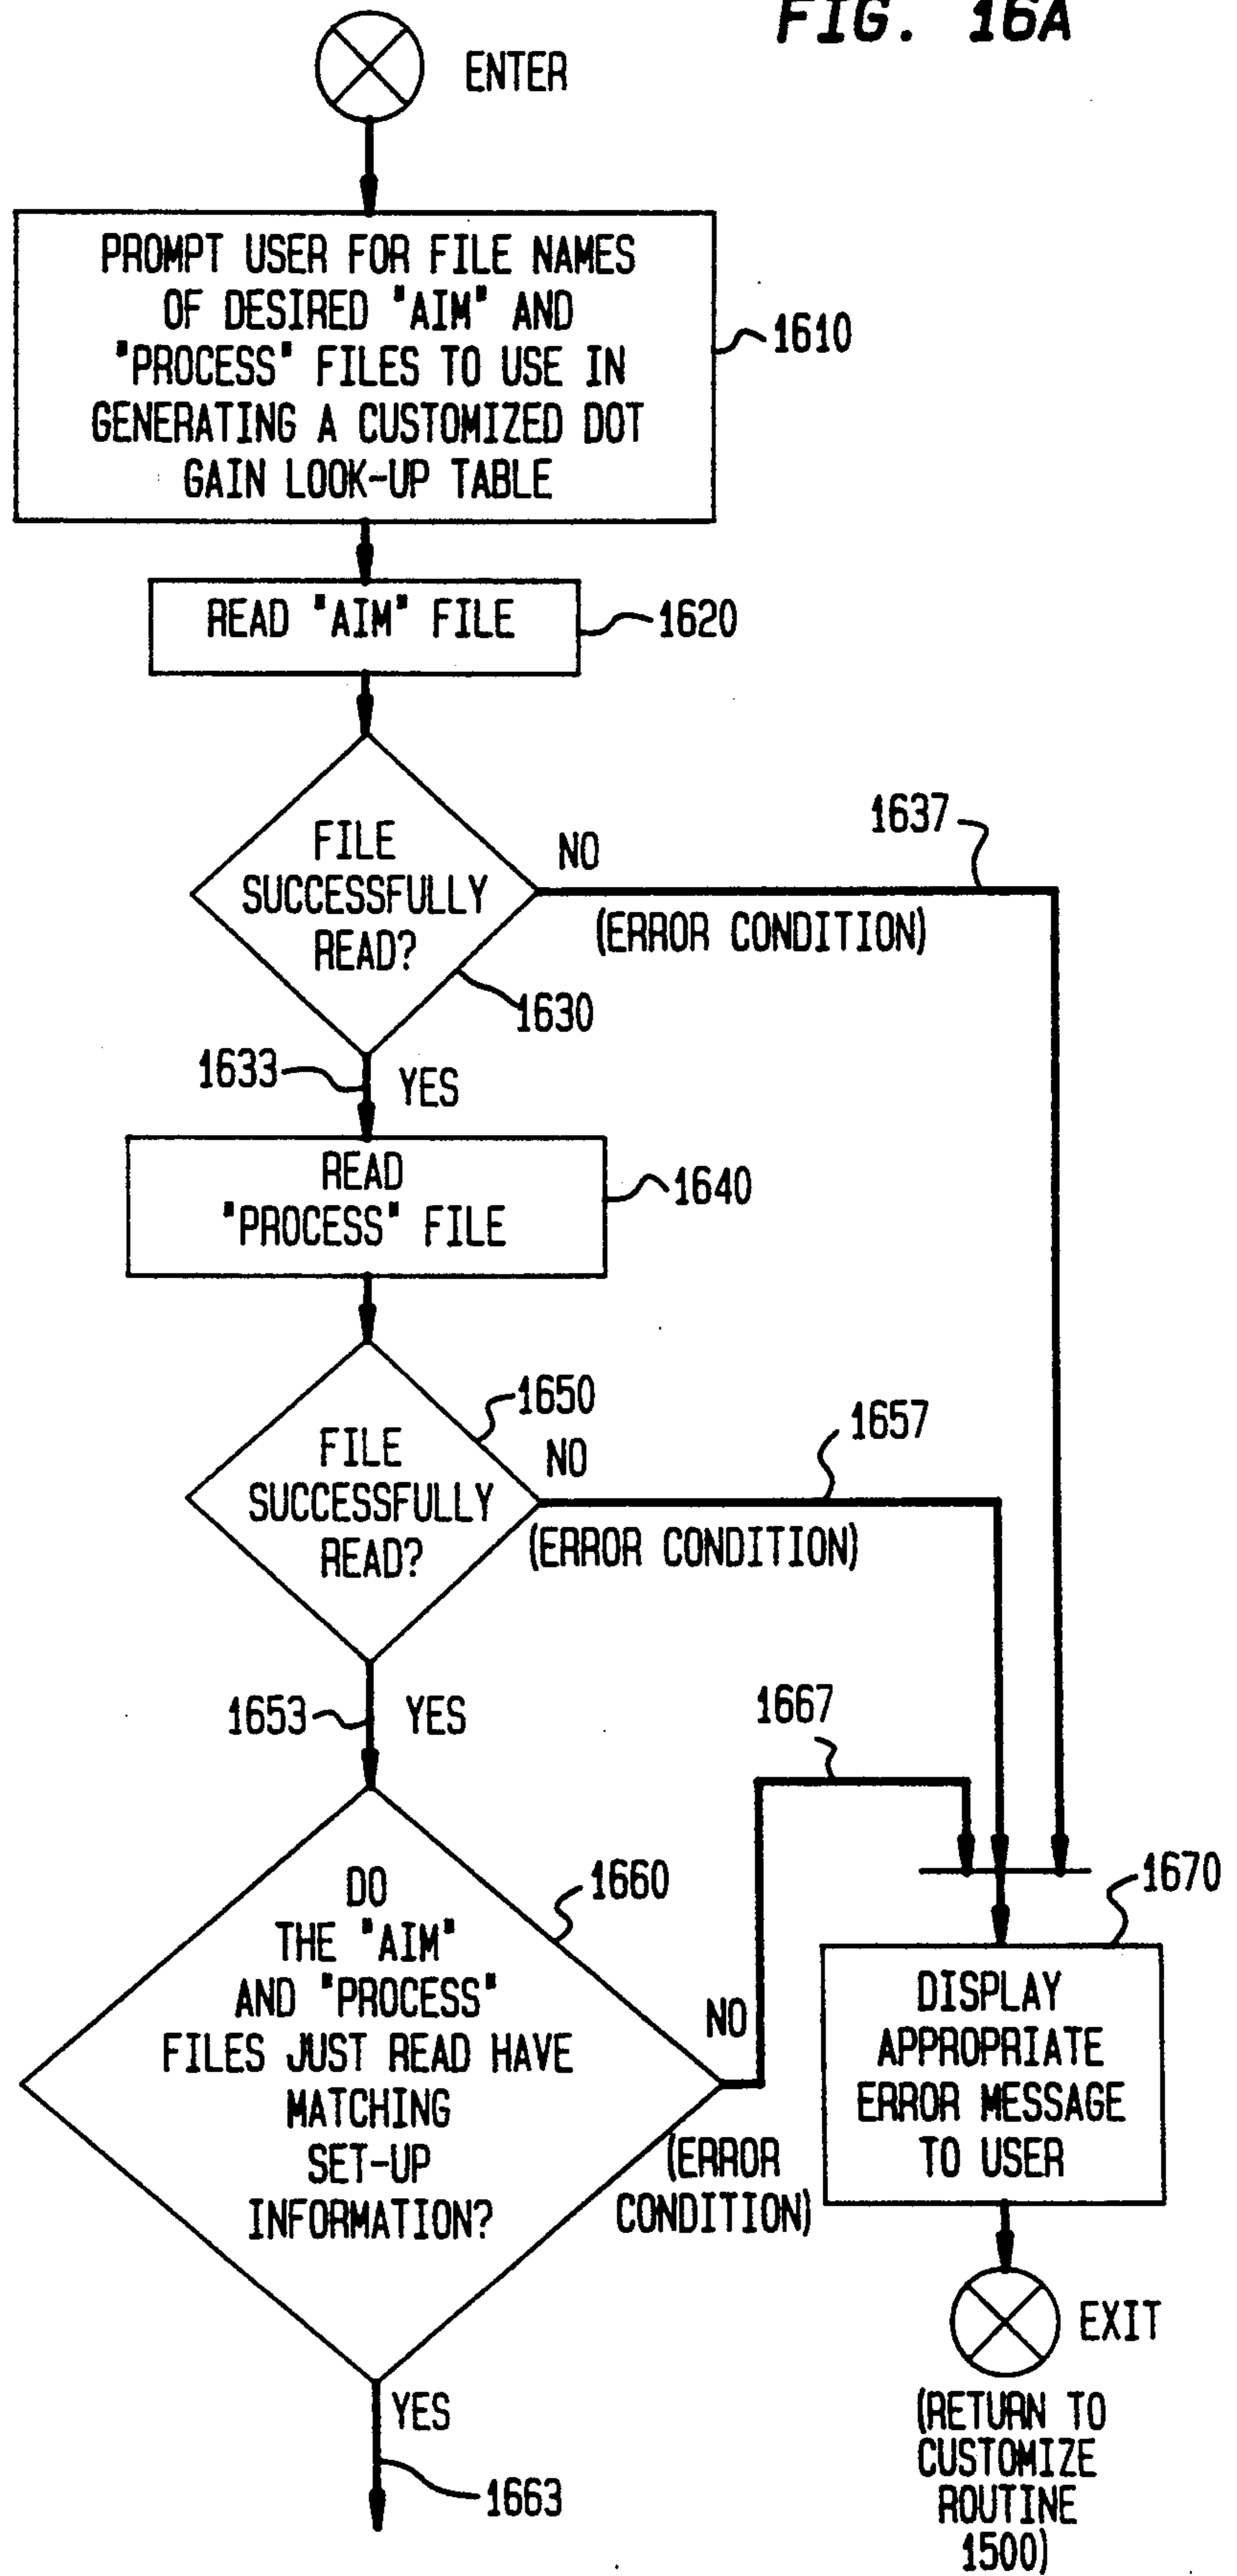 FIG. 16A
ENTER
PROMPT USER FOR FILE NAMES
OF DESIRED "AIM" AND
"PROCESS" FILES TO USE IN
GENERATING A CUSTOMIZED DOT
GAIN LOOK-UP TABLE
1610
READ "AIM" FILE
1620
FILE
SUCCESSFULLY
READ?
1630
NO
(ERROR CONDITION)
1637
1633
YES
READ
"PROCESS" FILE
1640
FILE
SUCCESSFULLY
READ?
1650
NO
(ERROR CONDITION)
1657
1653
YES
DO
THE "AIM"
AND "PROCESS"
FILES JUST READ HAVE
MATCHING
SET-UP
INFORMATION?
1660
NO
(ERROR
CONDITION)
1667
1670
DISPLAY
APPROPRIATE
ERROR MESSAGE
TO USER
EXIT
(RETURN TO
CUSTOMIZE
ROUTINE
1500)
YES
1663